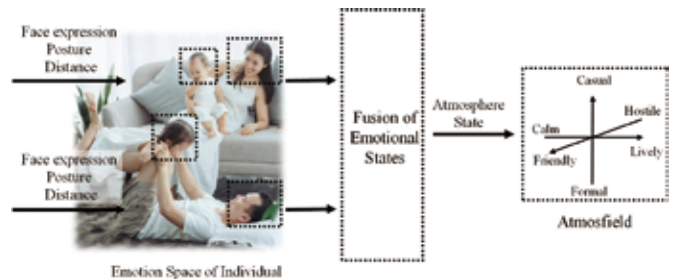 Face expression
Posture
Distance
Face expression
Posture
Distance
Emotion Space of Individual
Fusion of
Emotional
States
Atmosphere
State
Casual
Hostile
Calm
Friendly
Lively
Formal
Atmosfield